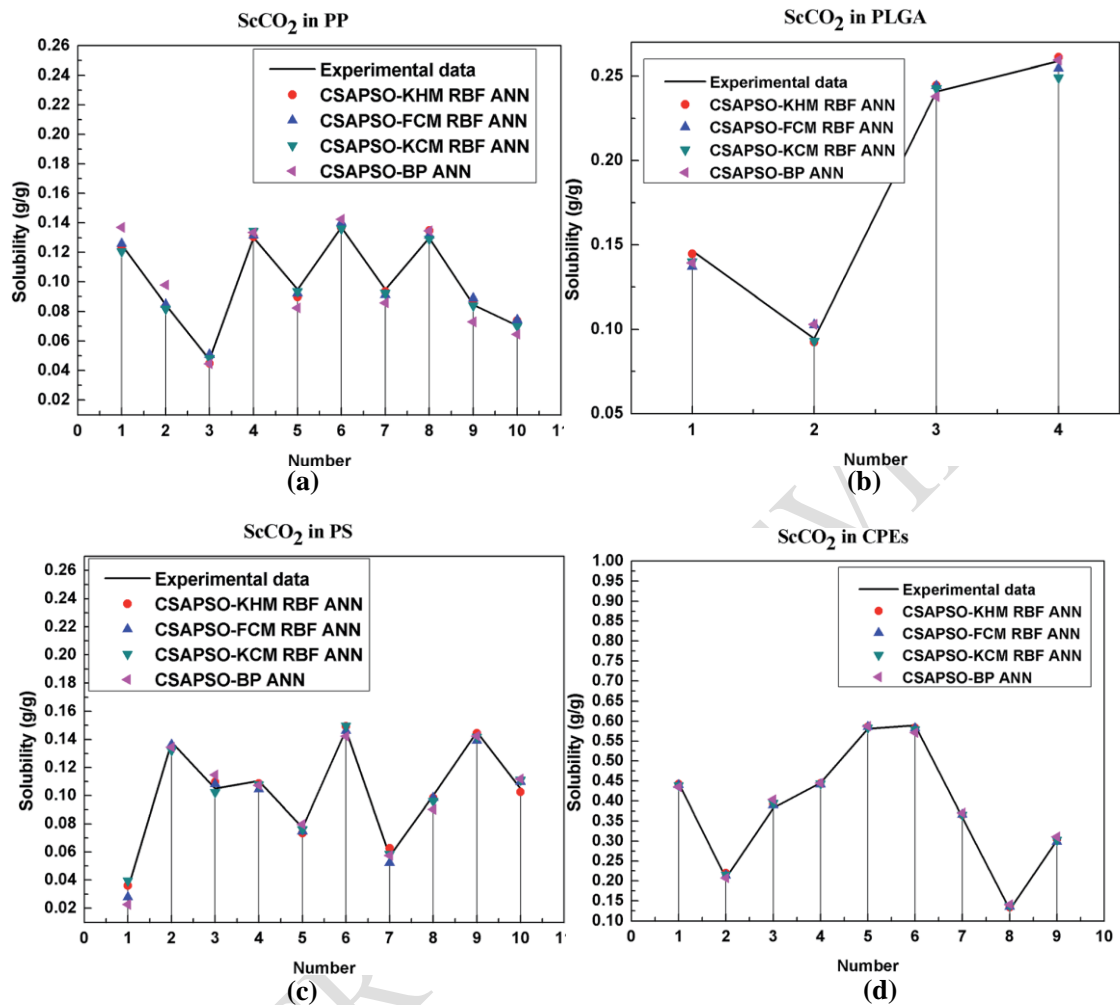 ScCO2 in PP
0.26
0.24
0.22
0.20
0.18
0.16
0.14
0.12
0.10
0.08
0.06
0.04
0.02
Solubility (g/g)
Experimental data
CSAPSO-KHM RBF ANN
CSAPSO-FCM RBF ANN
CSAPSO-KCM RBF ANN
CSAPSO-BP ANN
0 1 2 3 4 5 6 7 8 9 10 11
Number
(a)
ScCO2 in PLGA
0.25
0.20
0.15
0.10
0.05
Solubility (g/g)
Experimental data
CSAPSO-KHM RBF ANN
CSAPSO-FCM RBF ANN
CSAPSO-KCM RBF ANN
CSAPSO-BP ANN
1 2 3 4
Number
(b)
ScCO2 in PS
0.26
0.24
0.22
0.20
0.18
0.16
0.14
0.12
0.10
0.08
0.06
0.04
0.02
Solubility (g/g)
Experimental data
CSAPSO-KHM RBF ANN
CSAPSO-FCM RBF ANN
CSAPSO-KCM RBF ANN
CSAPSO-BP ANN
0 1 2 3 4 5 6 7 8 9 10
Number
(c)
ScCO2 in CPEs
1.00
0.95
0.90
0.85
0.80
0.75
0.70
0.65
0.60
0.55
0.50
0.45
0.40
0.35
0.30
0.25
0.20
0.15
0.10
Solubility (g/g)
Experimental data
CSAPSO-KHM RBF ANN
CSAPSO-FCM RBF ANN
CSAPSO-KCM RBF ANN
CSAPSO-BP ANN
0 1 2 3 4 5 6 7 8 9 10
Number
(d)